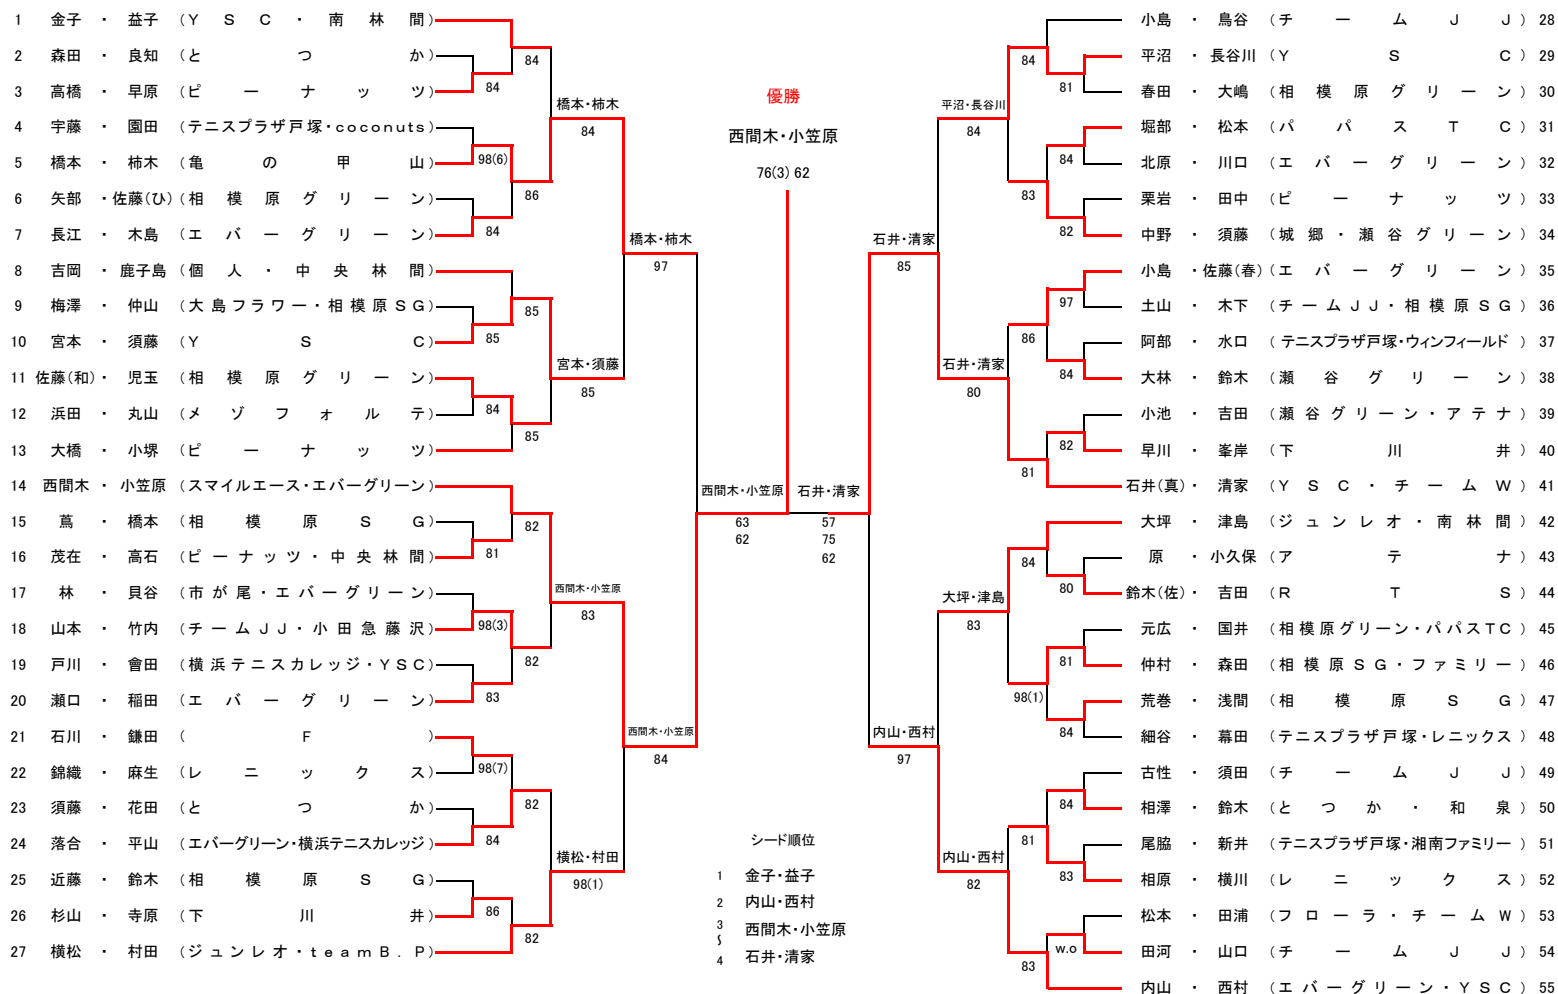 1 金子 ・ 益子 (YSC・南林間)
2 森田 ・ 良知 (とつか)
3 高橋 ・ 早原 (ピーナッツ)
4 宇藤 ・ 園田 (テニスプラザ戸塚・coconuts)
5 橋本 ・ 柿木 (亀の甲山)
6 矢部 ・ 佐藤(ひ) (相模原グリーン)
7 長江 ・ 木島 (エバーグリーン)
8 吉岡 ・ 鹿子島 (個人・中央林間)
9 梅澤 ・ 仲山 (大島フラワー・相模原SG)
10 宮本 ・ 須藤 (YSC)
11 佐藤(和) ・ 児玉 (相模原グリーン)
12 浜田 ・ 丸山 (メゾフォルテ)
13 大橋 ・ 小堺 (ピーナッツ)
14 西間木 ・ 小笠原 (スマイルエース・エバーグリーン)
15 蔦 ・ 橋本 (相模原SG)
16 茂在 ・ 高石 (ピーナッツ・中央林間)
17 林 ・ 貝谷 (市が尾・エバーグリーン)
18 山本 ・ 竹内 (チームJJ・小田急藤沢)
19 戸川 ・ 會田 (横浜テニスカレッジ・YSC)
20 瀬口 ・ 稲田 (エバーグリーン)
21 石川 ・ 鎌田 (F)
22 錦織 ・ 麻生 (レニックス)
23 須藤 ・ 花田 (とつか)
24 落合 ・ 平山 (エバーグリーン・横浜テニスカレッジ)
25 近藤 ・ 鈴木 (相模原SG)
26 杉山 ・ 寺原 (下川井)
27 横松 ・ 村田 (ジュンレオ・teamB.P)
84
98(6)
84
85
84
81
98(3)
83
98(7)
84
86
84
86
85
85
82
82
82
82
橋本・柿木
84
宮本・須藤
85
西間木・小笠原
83
横松・村田
98(1)
橋本・柿木
97
西間木・小笠原
84
西間木・小笠原
63
62
優勝
西間木・小笠原
76(3) 62
石井・清家
57
75
62
シード順位
1 金子・益子
2 内山・西村
3 西間木・小笠原
〜
4 石井・清家
石井・清家
85
内山・西村
97
平沼・長谷川
84
石井・清家
80
大坪・津島
83
内山・西村
82
84
83
86
81
84
98(1)
81
83
81
84
82
97
84
82
80
81
84
84
83
w.o
小島 ・ 鳥谷 (チームJJ) 28
平沼 ・ 長谷川 (YSC) 29
春田 ・ 大嶋 (相模原グリーン) 30
堀部 ・ 松本 (パパスTC) 31
北原 ・ 川口 (エバーグリーン) 32
栗岩 ・ 田中 (ピーナッツ) 33
中野 ・ 須藤 (城郷・瀬谷グリーン) 34
小島 ・ 佐藤(春) (エバーグリーン) 35
土山 ・ 木下 (チームJJ・相模原SG) 36
阿部 ・ 水口 (テニスプラザ戸塚・ウィンフィールド) 37
大林 ・ 鈴木 (瀬谷グリーン) 38
小池 ・ 吉田 (瀬谷グリーン・アテナ) 39
早川 ・ 峯岸 (下川井) 40
石井(真) ・ 清家 (YSC・チームW) 41
大坪 ・ 津島 (ジュンレオ・南林間) 42
原 ・ 小久保 (アテナ) 43
鈴木(佐) ・ 吉田 (RTS) 44
元広 ・ 国井 (相模原グリーン・パパスTC) 45
仲村 ・ 森田 (相模原SG・ファミリー) 46
荒巻 ・ 浅間 (相模原SG) 47
細谷 ・ 幕田 (テニスプラザ戸塚・レニックス) 48
古性 ・ 須田 (チームJJ) 49
相澤 ・ 鈴木 (とつか・和泉) 50
尾脇 ・ 新井 (テニスプラザ戸塚・湘南ファミリー) 51
相原 ・ 横川 (レニックス) 52
松本 ・ 田浦 (フローラ・チームW) 53
田河 ・ 山口 (チームJJ) 54
内山 ・ 西村 (エバーグリーン・YSC) 55